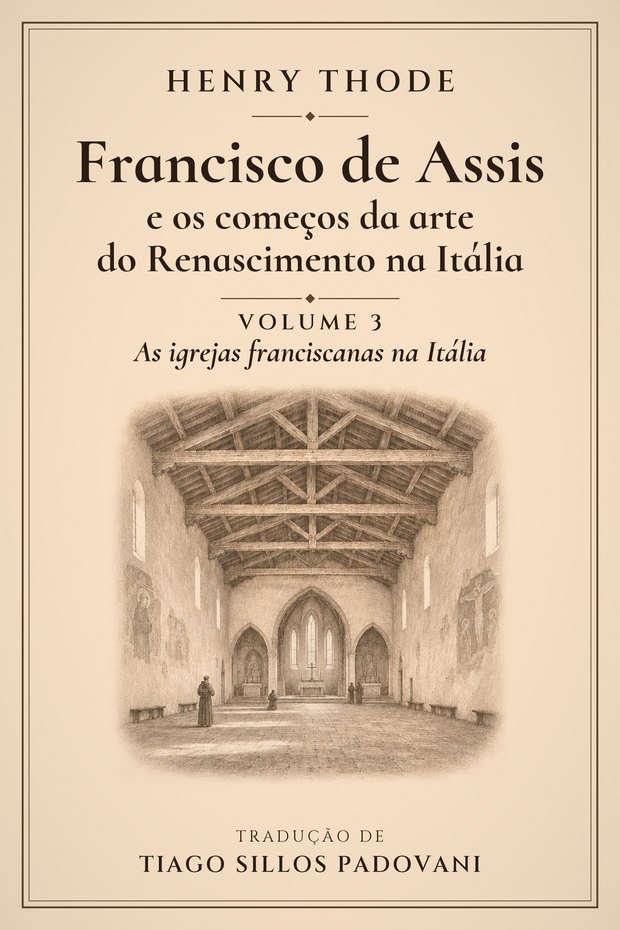 HENRY THODE
Francisco de Assis
e os começos da arte
do Renascimento na Itália
VOLUME 3
As igrejas franciscanas na Itália
TRADUÇÃO DE
TIAGO SILLOS PADOVANI